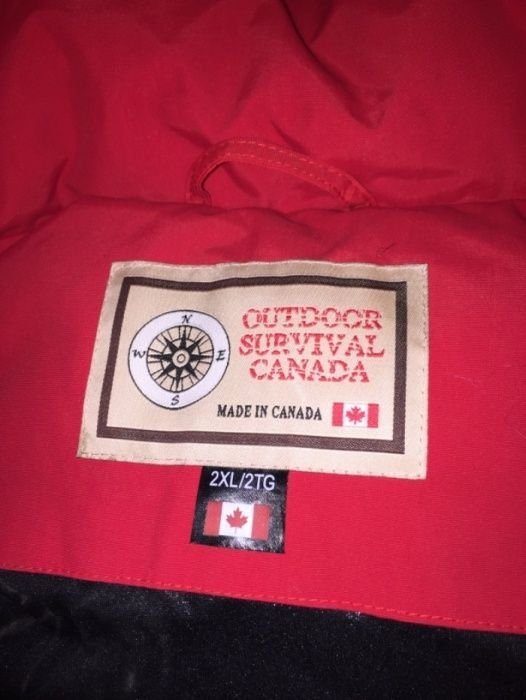 N
W E
S
OUTDOOR
SURVIVAL
CANADA
MADE IN CANADA
2XL/2TG